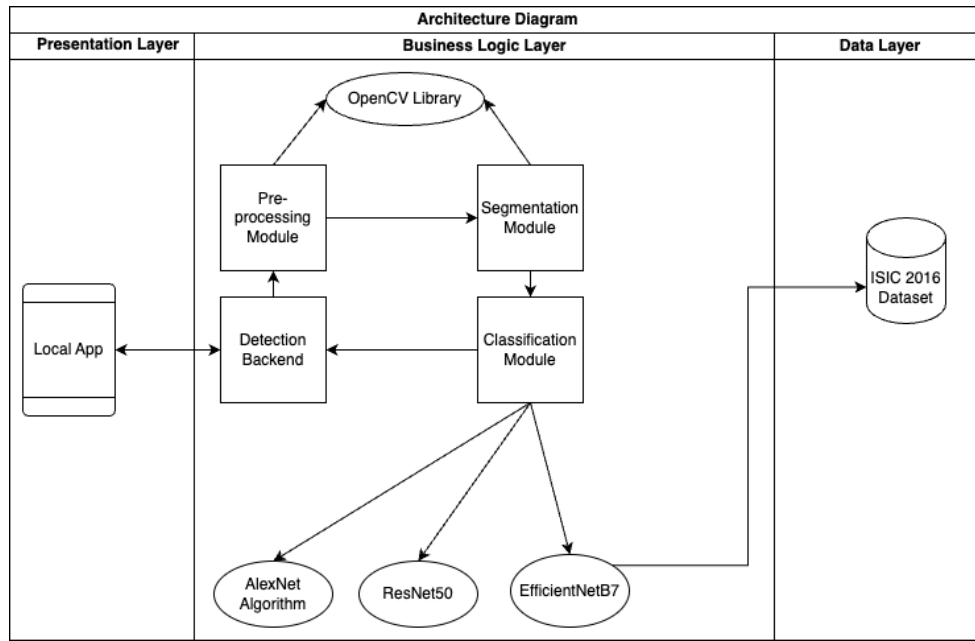 Architecture Diagram
Presentation Layer
Business Logic Layer
Data Layer
OpenCV Library
Pre-
processing
Module
Segmentation
Module
ISIC 2016
Dataset
Local App
Detection
Backend
Classification
Module
AlexNet
Algorithm
ResNet50
EfficientNetB7